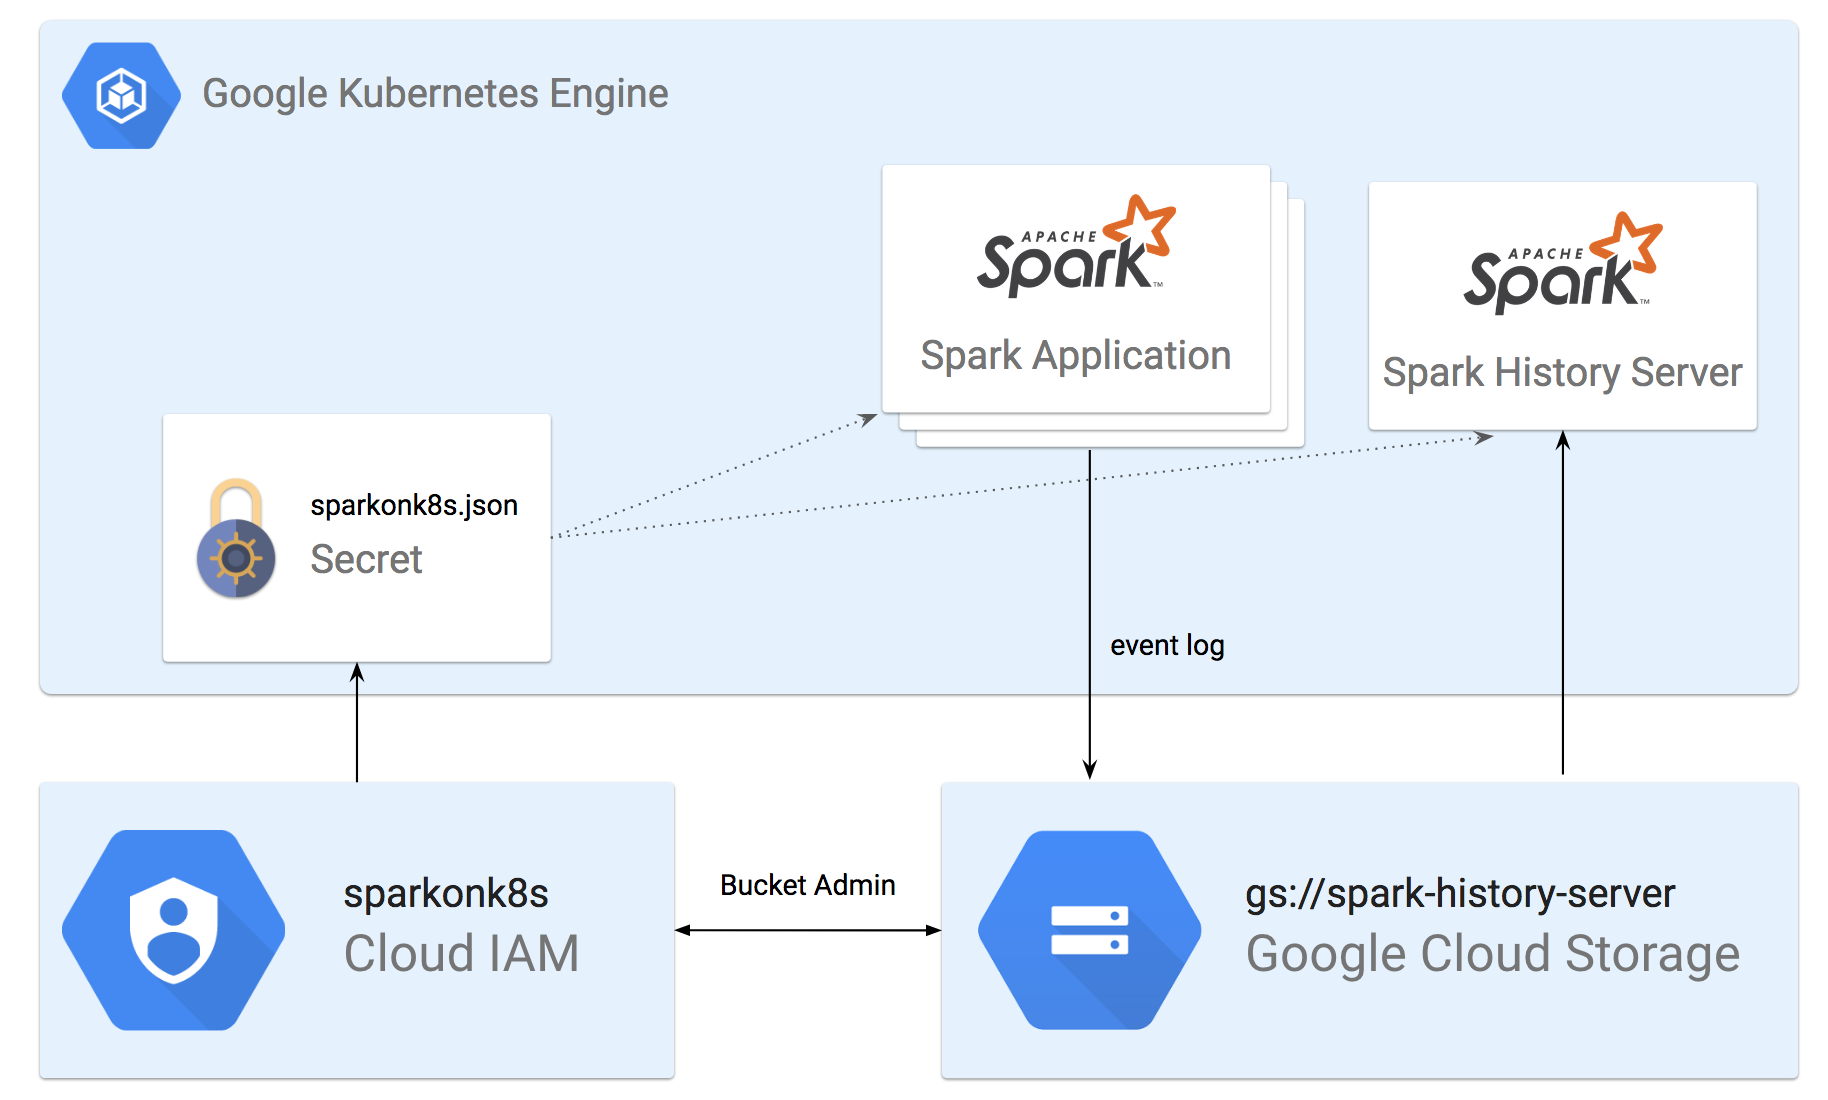 Google Kubernetes Engine
APACHE
Spark™
Spark Application
APACHE
Spark™
Spark History Server
sparkonk8s.json
Secret
event log
sparkonk8s
Cloud IAM
Bucket Admin
gs://spark-history-server
Google Cloud Storage